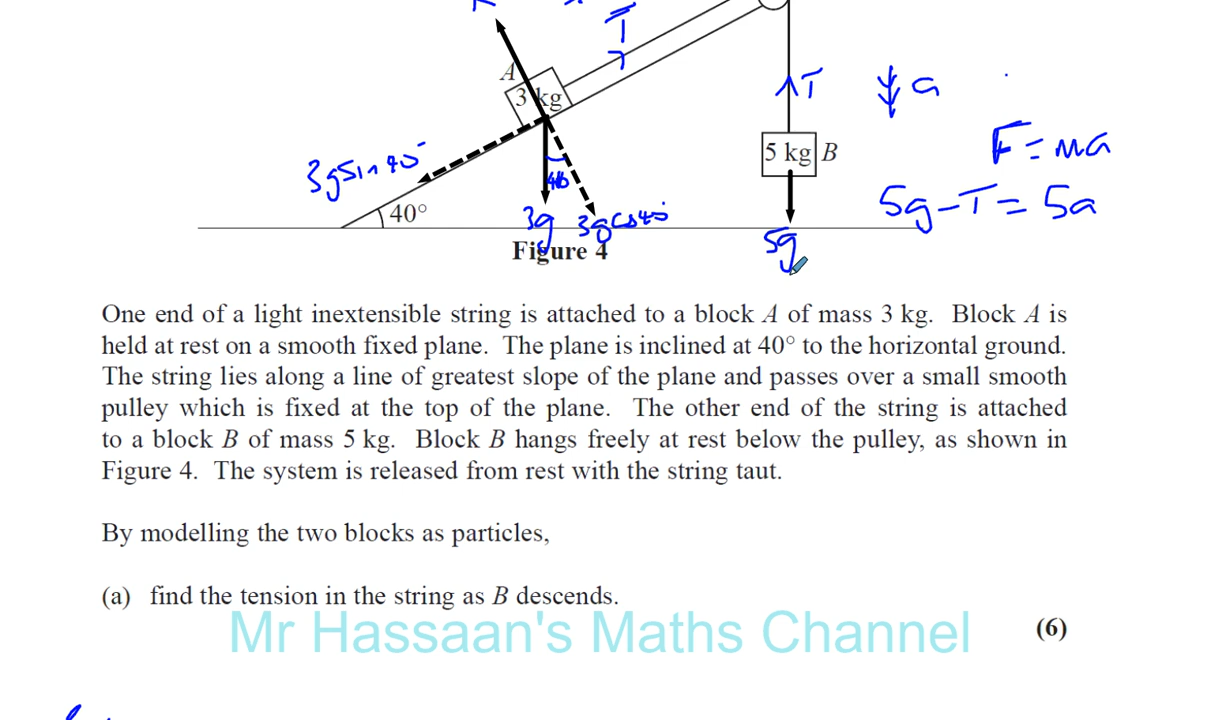 T
A
3 kg
T
a
F = ma
5 kg B
3gsin40°
40
5g - T = 5a
40°
3g
3gcos40°
5g
Figure 4
One end of a light inextensible string is attached to a block A of mass 3 kg. Block A is
held at rest on a smooth fixed plane. The plane is inclined at 40° to the horizontal ground.
The string lies along a line of greatest slope of the plane and passes over a small smooth
pulley which is fixed at the top of the plane. The other end of the string is attached
to a block B of mass 5 kg. Block B hangs freely at rest below the pulley, as shown in
Figure 4. The system is released from rest with the string taut.
By modelling the two blocks as particles,
(a) find the tension in the string as B descends.
Mr Hassaan's Maths Channel
(6)